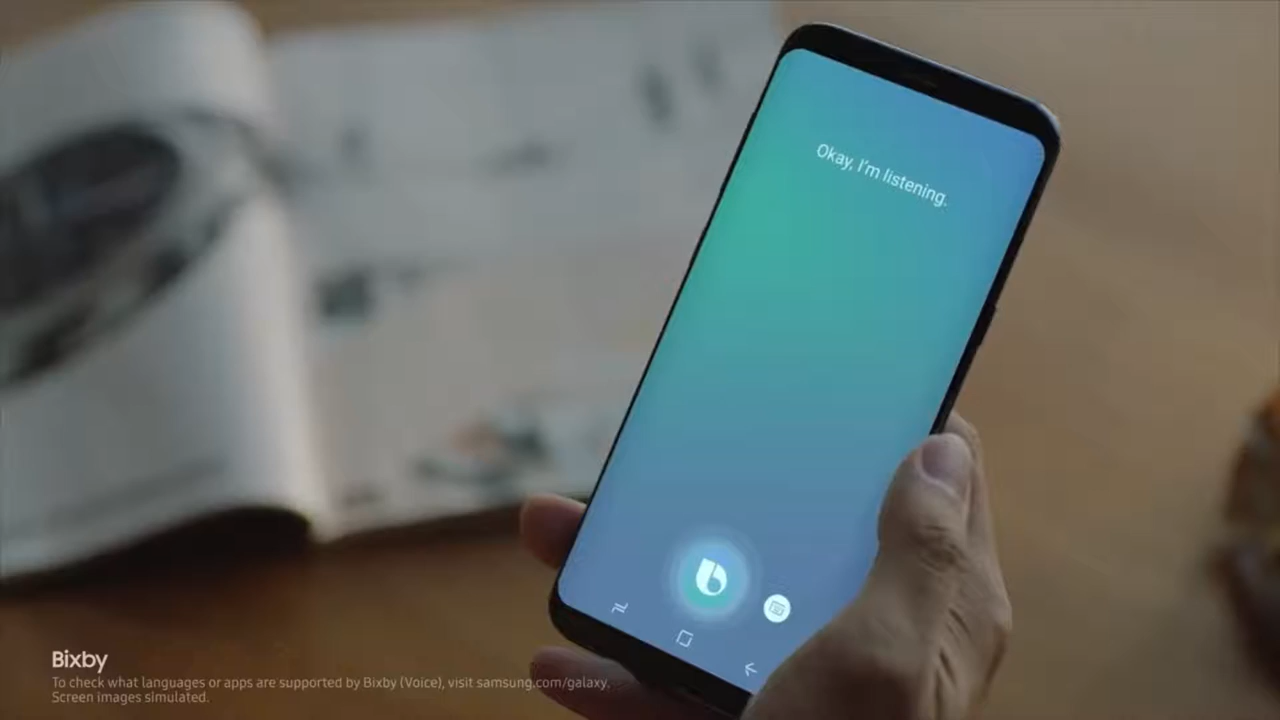 Okay, I'm listening.
Bixby
To check what languages or apps are supported by Bixby (Voice), visit samsung.com/galaxy.
Screen images simulated.